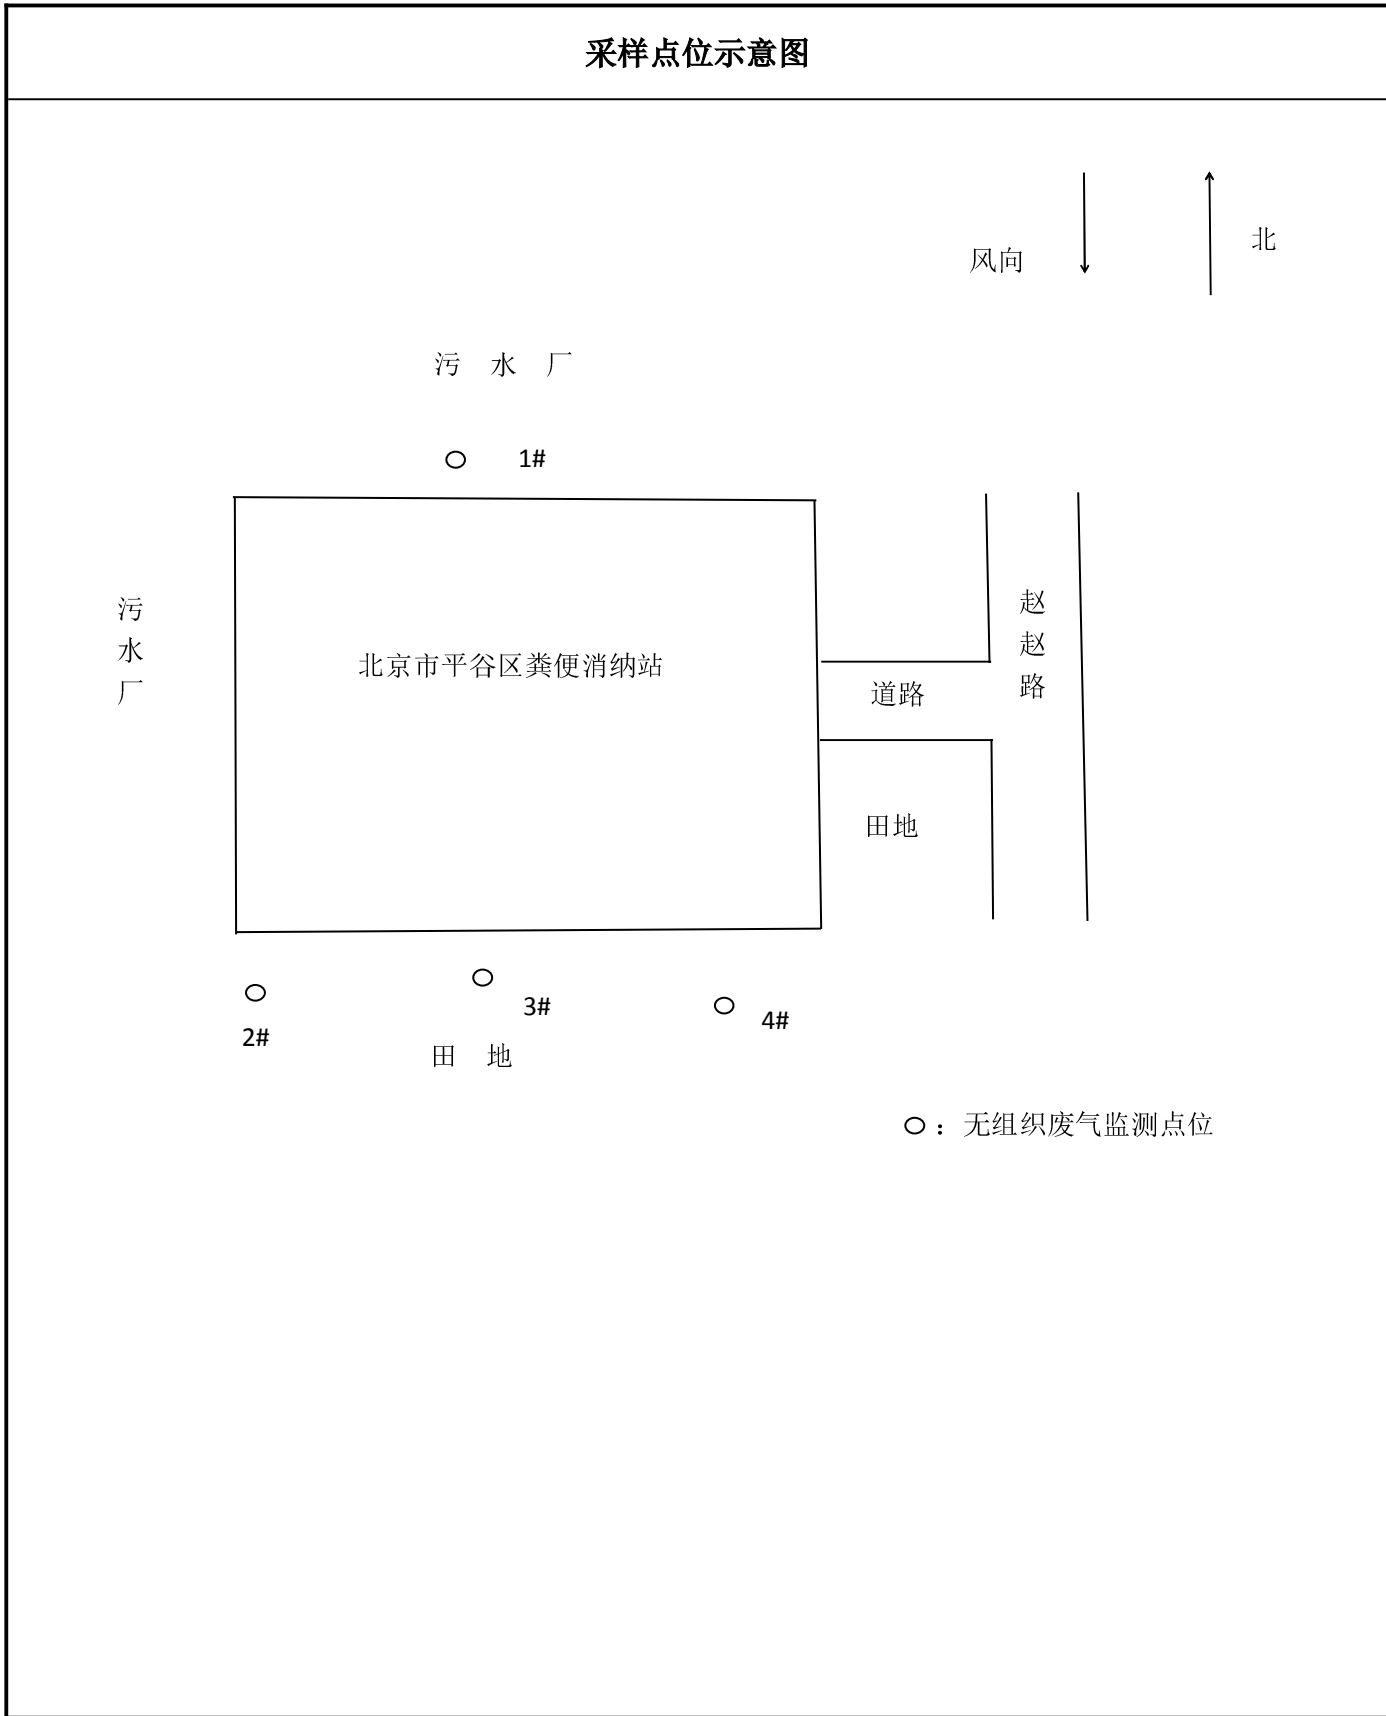 采样点位示意图
北
风向
污 水 厂
1#
污水厂
北京市平谷区粪便消纳站
赵赵路
道路
田地
2#
3#
4#
田 地
：无组织废气监测点位